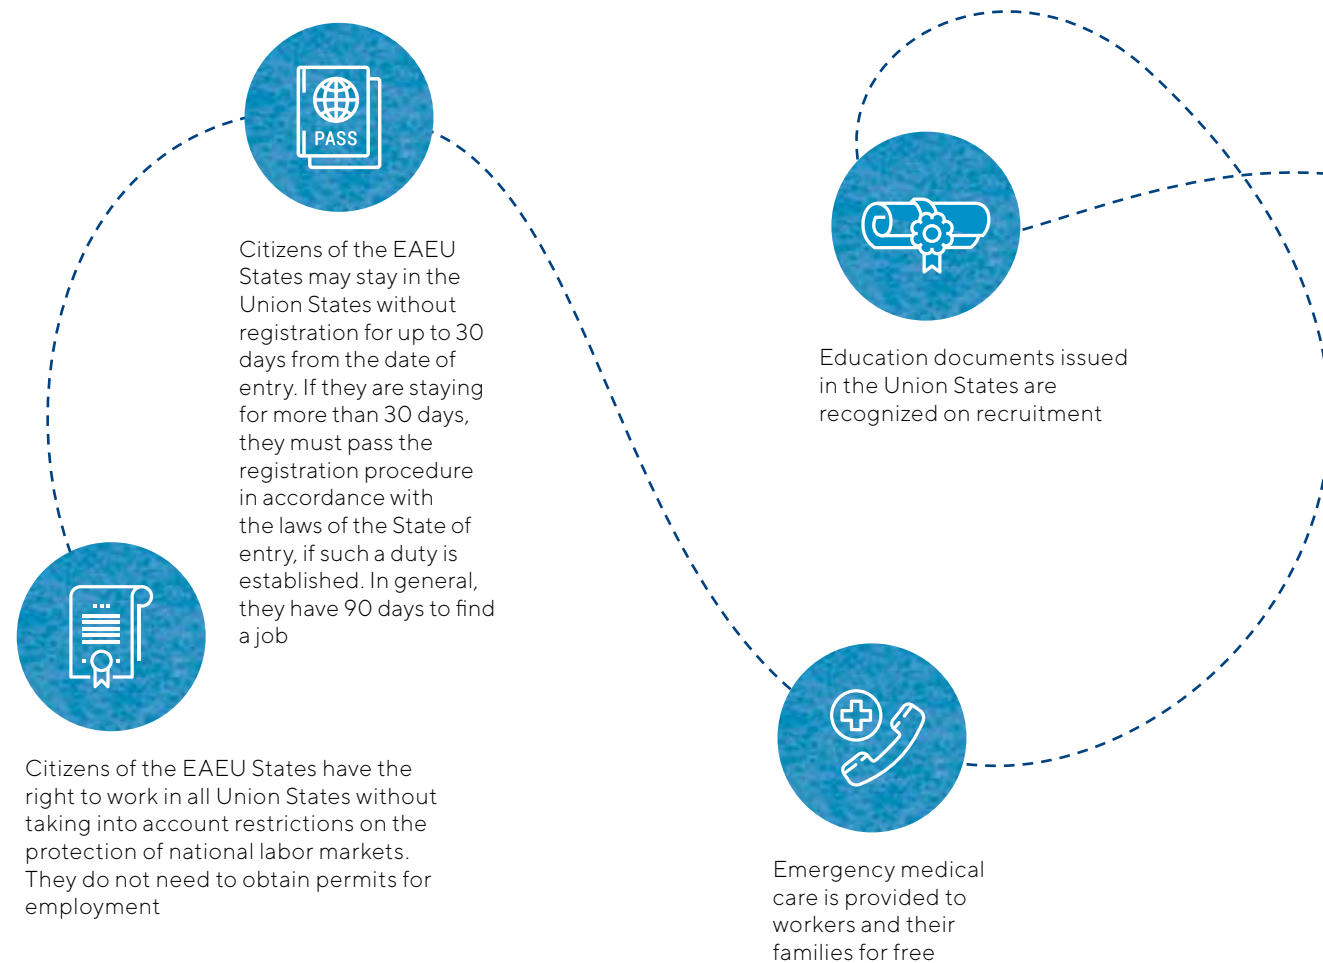 PASS
Citizens of the EAEU
States may stay in the
Union States without
registration for up to 30
days from the date of
entry. If they are staying
for more than 30 days,
they must pass the
registration procedure
in accordance with
the laws of the State of
entry, if such a duty is
established. In general,
they have 90 days to find
a job
Citizens of the EAEU States have the
right to work in all Union States without
taking into account restrictions on the
protection of national labor markets.
They do not need to obtain permits for
employment
Education documents issued
in the Union States are
recognized on recruitment
Emergency medical
care is provided to
workers and their
families for free